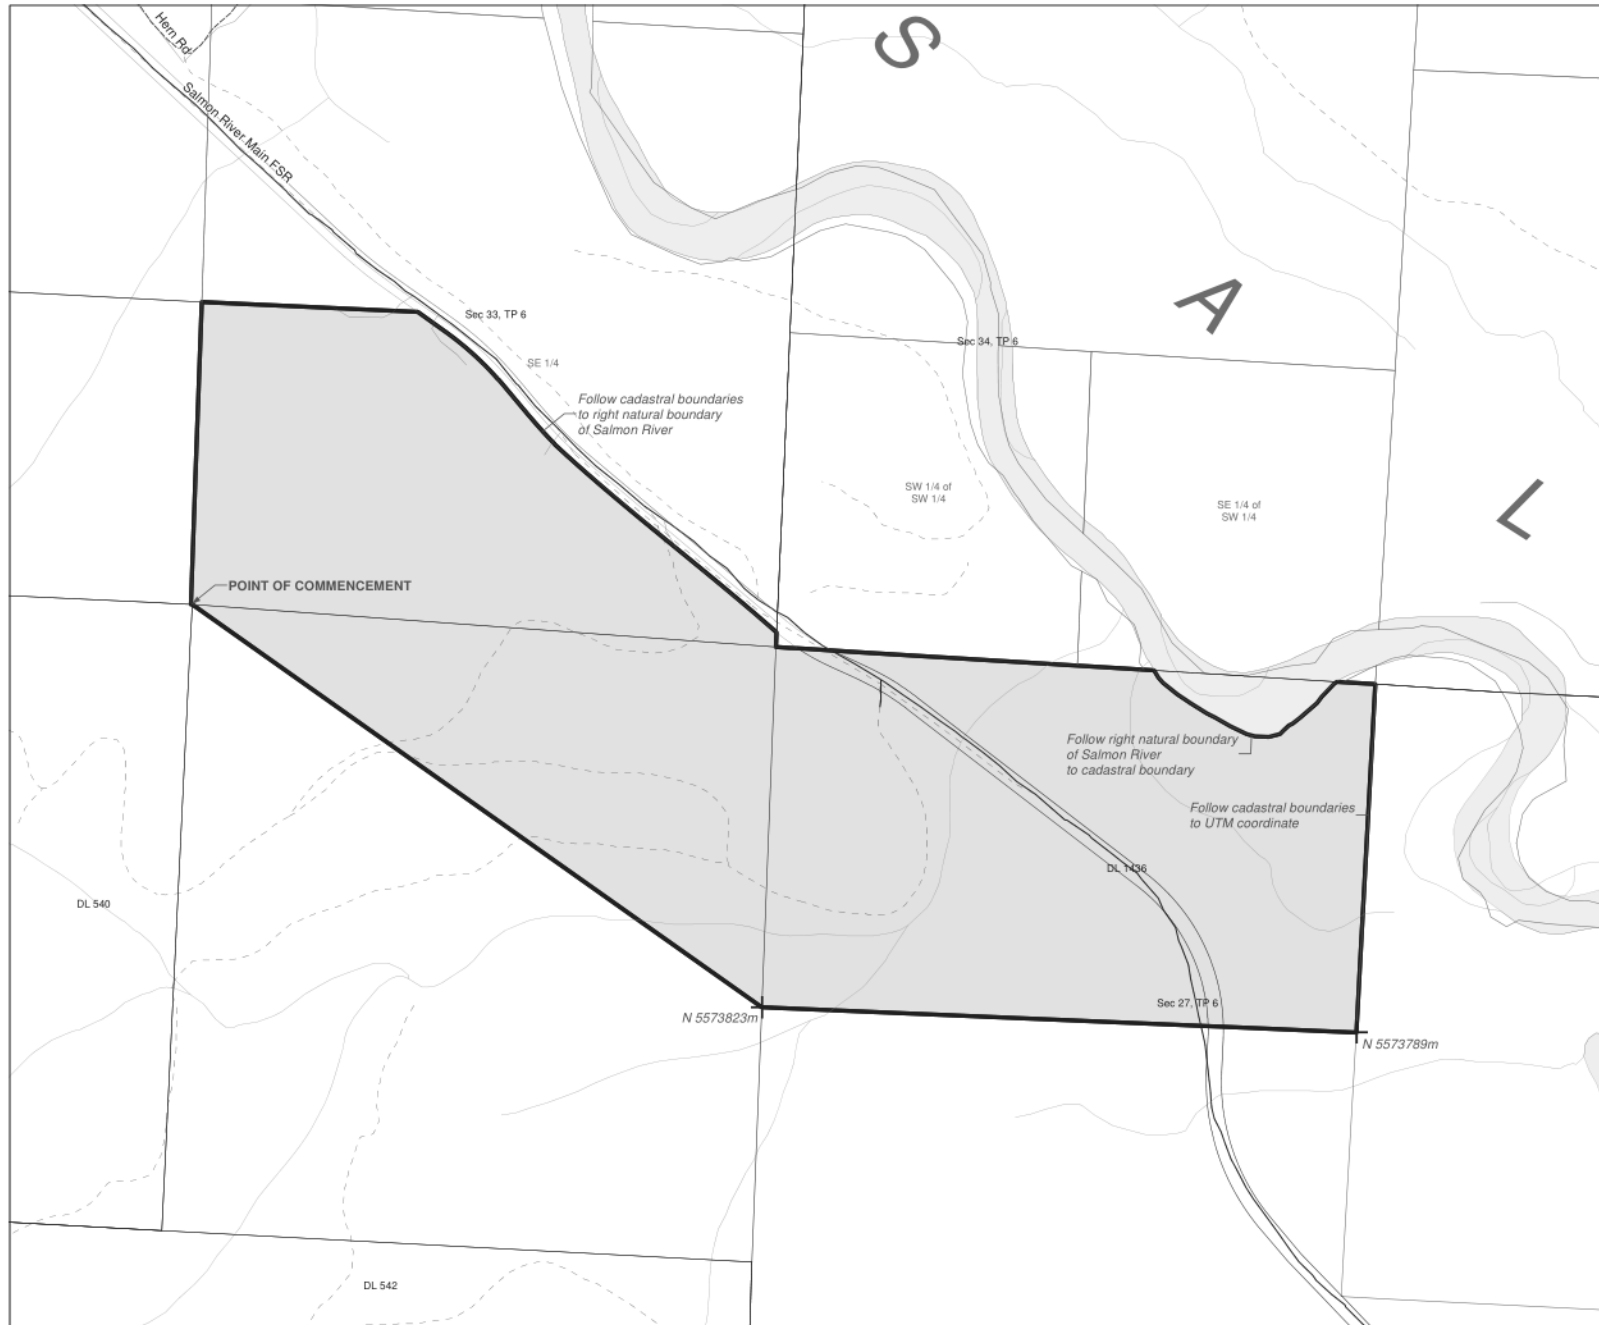 Hern Rd
S
Salmon River Main FSR
A
Sec 33, TP 6
Sec 34, TP 6
SE 1/4
Follow cadastral boundaries
to right natural boundary
of Salmon River
SW 1/4 of
SW 1/4
SE 1/4 of
SW 1/4
L
POINT OF COMMENCEMENT
Follow right natural boundary
of Salmon River
to cadastral boundary
Follow cadastral boundaries
to UTM coordinate
DL 1436
DL 540
Sec 27, TP 6
N 5573823m
N 5573789m
DL 542